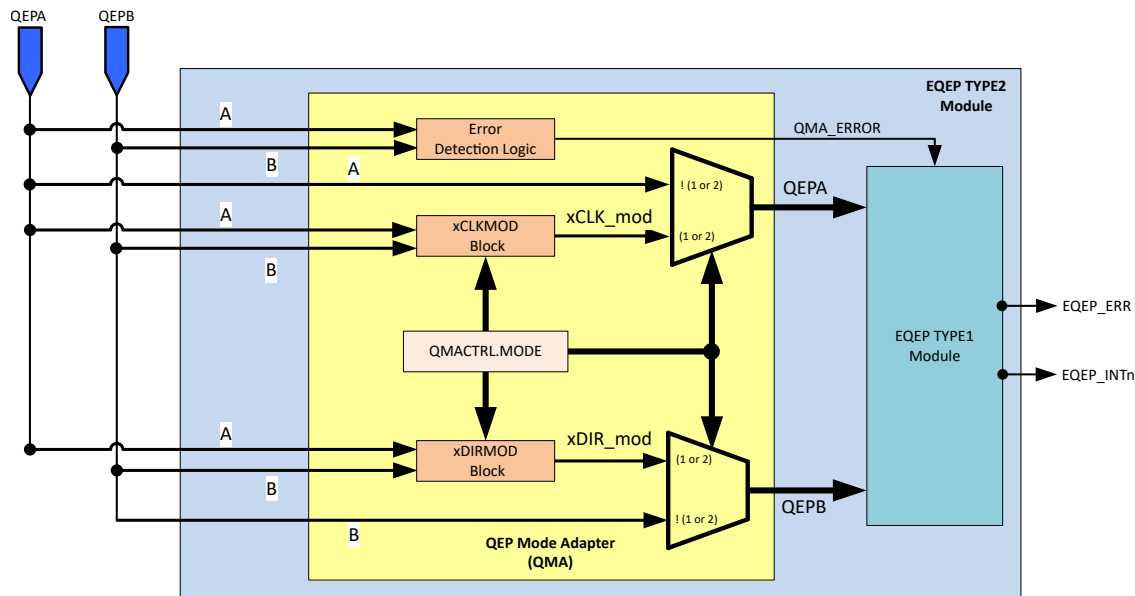 QEPA
QEPB
EQEP TYPE2
Module
A
Error
Detection Logic
QMA_ERROR
B
A
! (1 or 2)
QEPA
A
xCLKMOD
Block
xCLK_mod
(1 or 2)
B
EQEP_ERR
QMACTRL.MODE
EQEP TYPE1
Module
EQEP_INTn
A
xDIRMOD
Block
xDIR_mod
(1 or 2)
B
QEPB
! (1 or 2)
B
QEP Mode Adapter
(QMA)